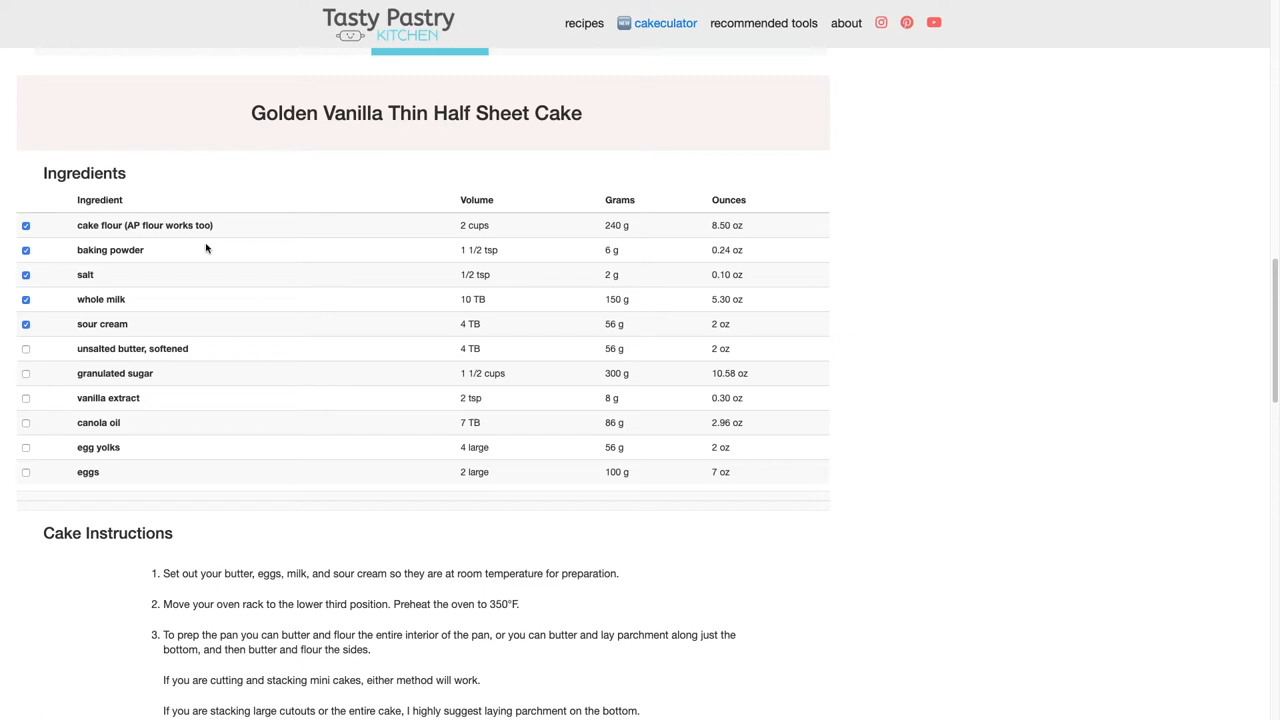 Tasty Pastry
KITCHEN
recipes NEW cakeculator recommended tools about
Golden Vanilla Thin Half Sheet Cake
Ingredients
Ingredient Volume Grams Ounces
cake flour (AP flour works too) 2 cups 240 g 8.50 oz
baking powder 1 1/2 tsp 6 g 0.24 oz
salt 1/2 tsp 2 g 0.10 oz
whole milk 10 TB 150 g 5.30 oz
sour cream 4 TB 56 g 2 oz
unsalted butter, softened 4 TB 56 g 2 oz
granulated sugar 1 1/2 cups 300 g 10.58 oz
vanilla extract 2 tsp 8 g 0.30 oz
canola oil 7 TB 86 g 2.96 oz
egg yolks 4 large 56 g 2 oz
eggs 2 large 100 g 7 oz
Cake Instructions
1. Set out your butter, eggs, milk, and sour cream so they are at room temperature for preparation.
2. Move your oven rack to the lower third position. Preheat the oven to 350°F.
3. To prep the pan you can butter and flour the entire interior of the pan, or you can butter and lay parchment along just the
bottom, and then butter and flour the sides.
If you are cutting and stacking mini cakes, either method will work.
If you are stacking large cutouts or the entire cake, I highly suggest laying parchment on the bottom.